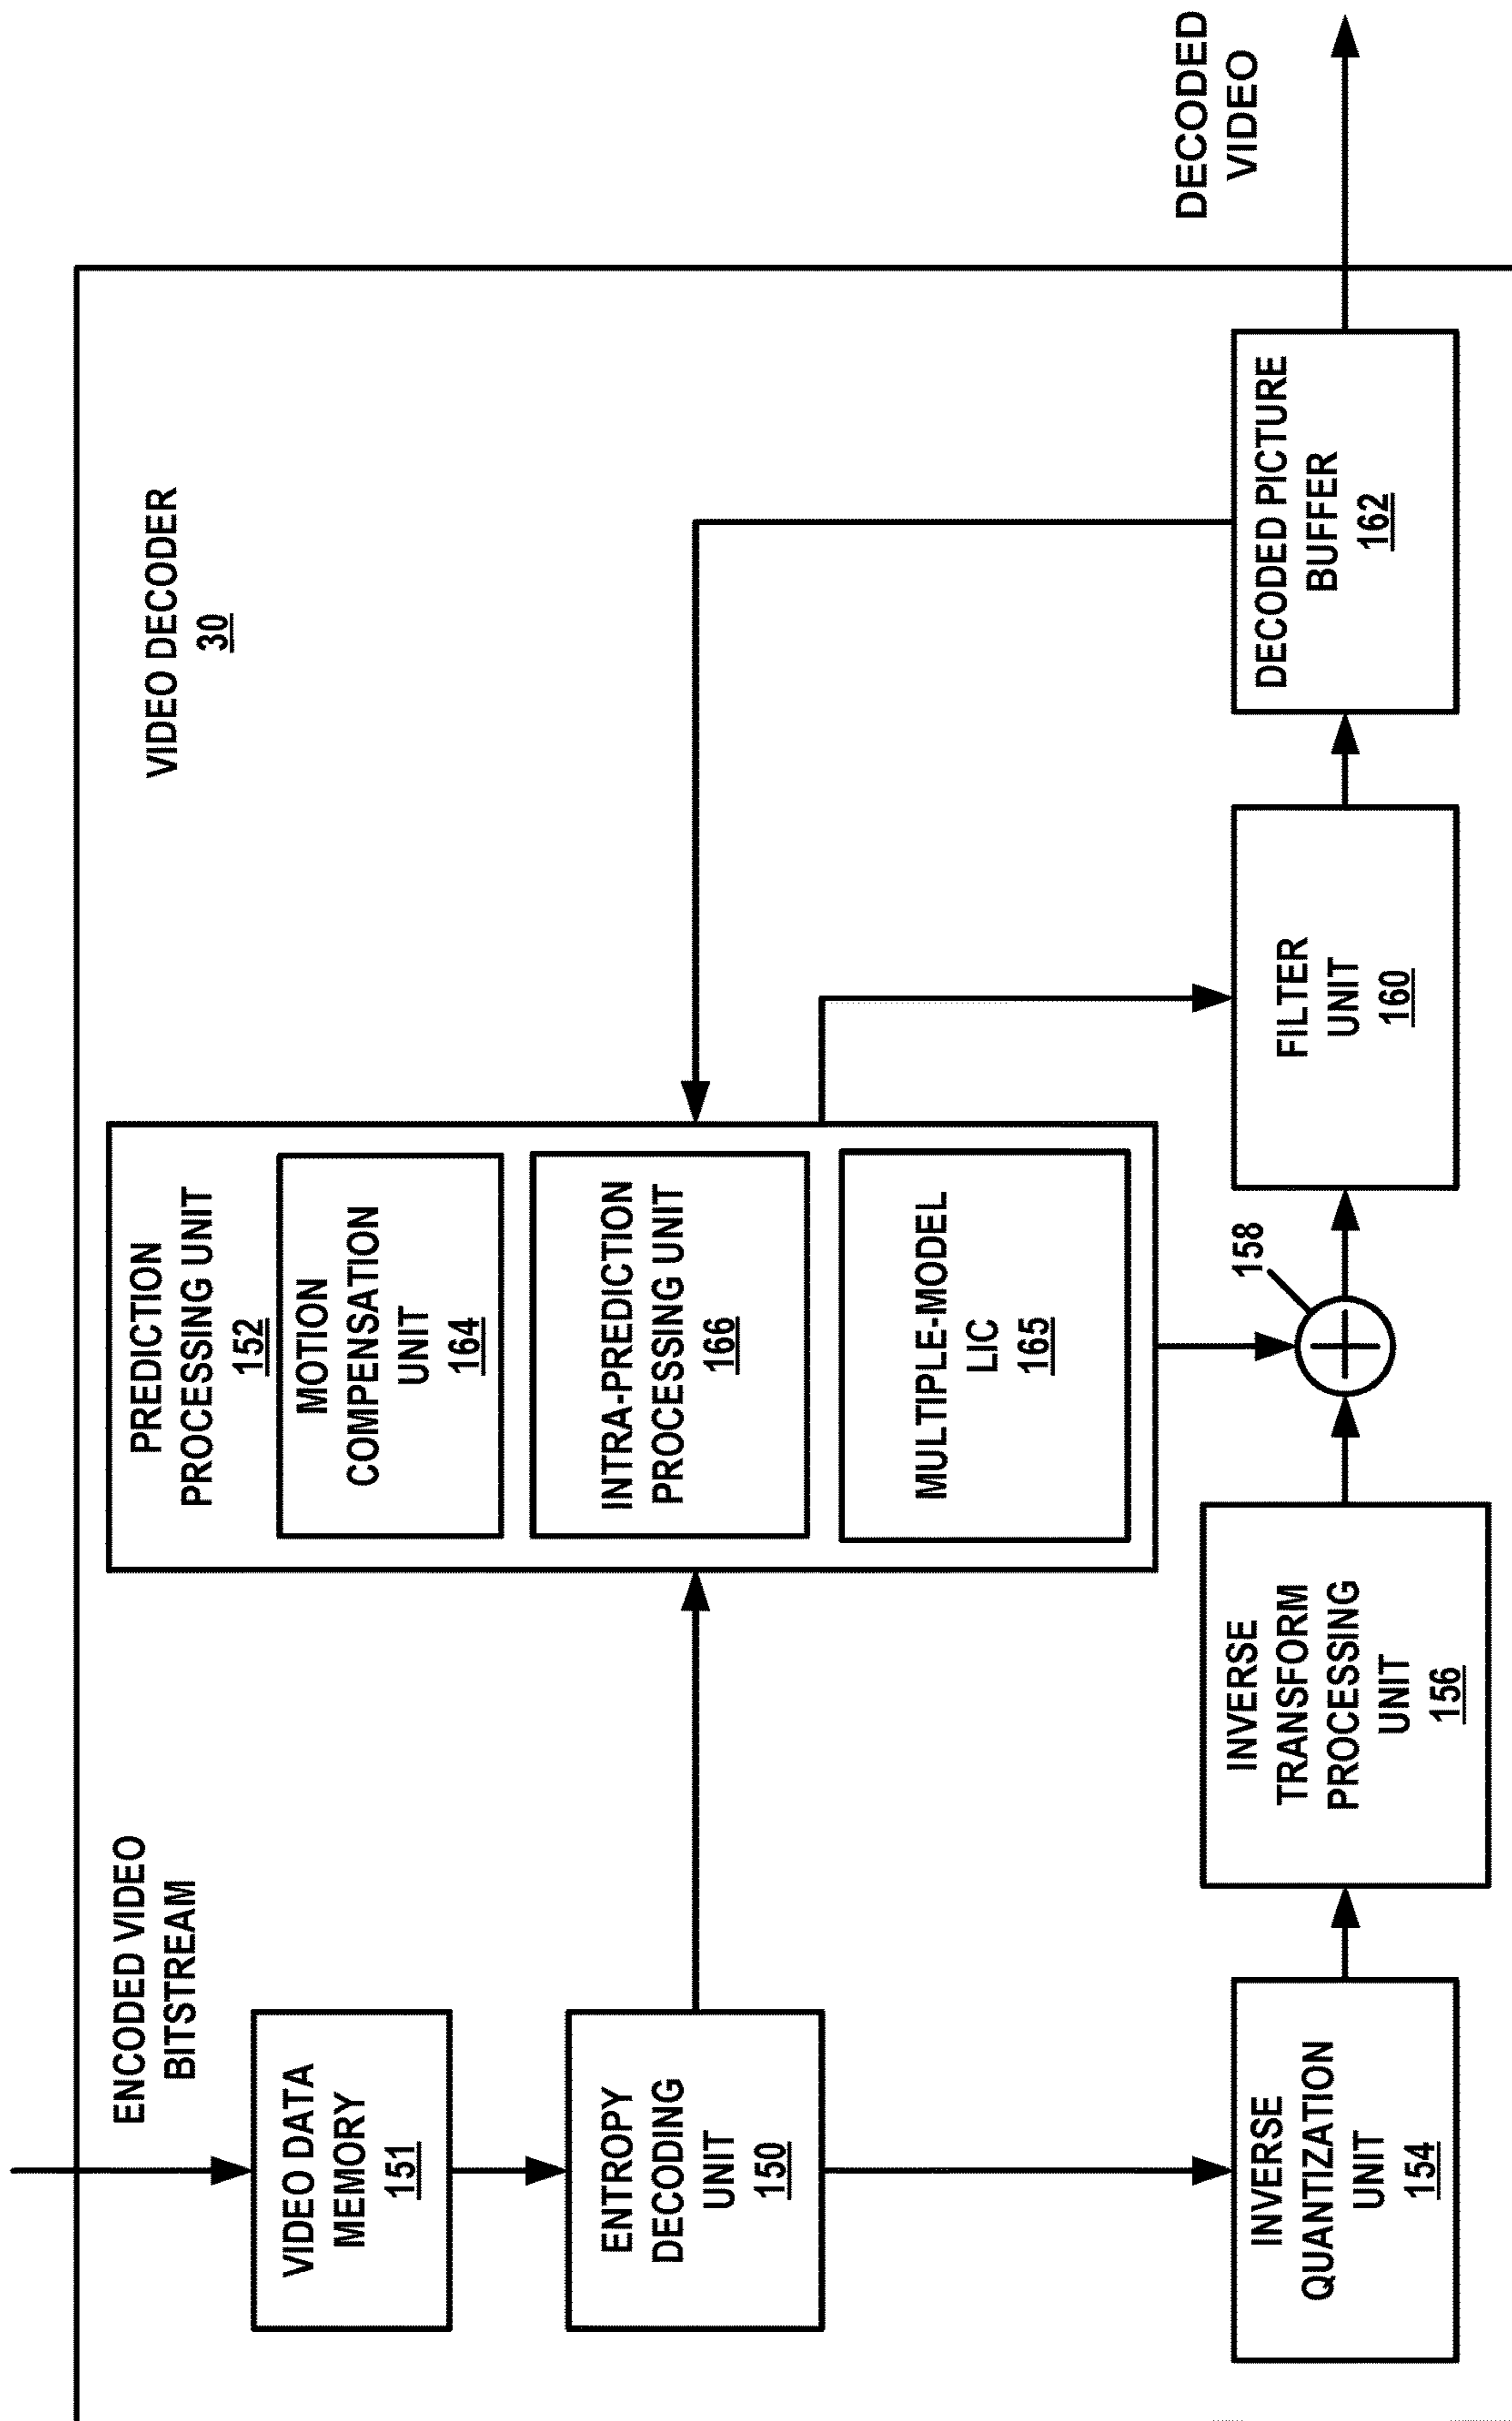 ENCODED VIDEO
BITSTREAM
VIDEO DECODER
30
VIDEO DATA
MEMORY
151
ENTROPY
DECODING
UNIT
150
PREDICTION
PROCESSING UNIT
152
MOTION
COMPENSATION
UNIT
164
INTRA-PREDICTION
PROCESSING UNIT
166
MULTIPLE-MODEL
LIC
165
INVERSE
QUANTIZATION
UNIT
154
INVERSE
TRANSFORM
PROCESSING
UNIT
156
158
FILTER
UNIT
160
DECODED PICTURE
BUFFER
162
DECODED
VIDEO